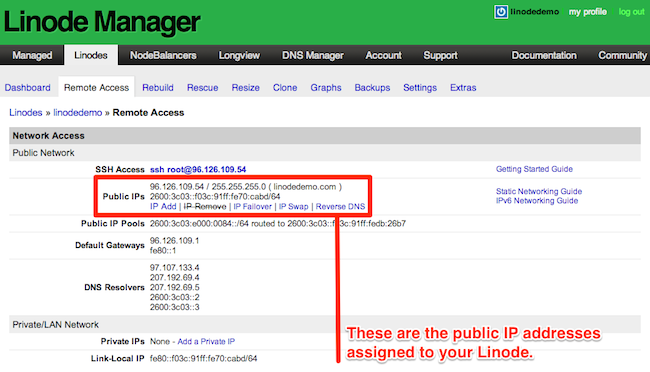 Linode Manager
linodedemo my profile log out
Managed Linodes NodeBalancers Longview DNS Manager Account Support Documentation Community
Dashboard Remote Access Rebuild Rescue Resize Clone Graphs Backups Settings Extras
Linodes » linodedemo » Remote Access
Network Access
Public Network
SSH Access ssh root@96.126.109.54 Getting Started Guide
Public IPs
96.126.109.54 / 255.255.255.0 ( linodedemo.com )
2600:3c03::f03c:91ff:fe70:cabd/64
IP Add | IP Remove | IP Failover | IP Swap | Reverse DNS
Static Networking Guide
IPv6 Networking Guide
Public IP Pools 2600:3c03:e000:0084::/64 routed to 2600:3c03::f03c:91ff:fedb:26b7
Default Gateways
96.126.109.1
fe80::1
DNS Resolvers
97.107.133.4
207.192.69.4
207.192.69.5
2600:3c03::2
2600:3c03::3
Private/LAN Network
Private IPs None - Add a Private IP
Link-Local IP fe80::f03c:91ff:fe70:cabd/64
These are the public IP addresses
assigned to your Linode.